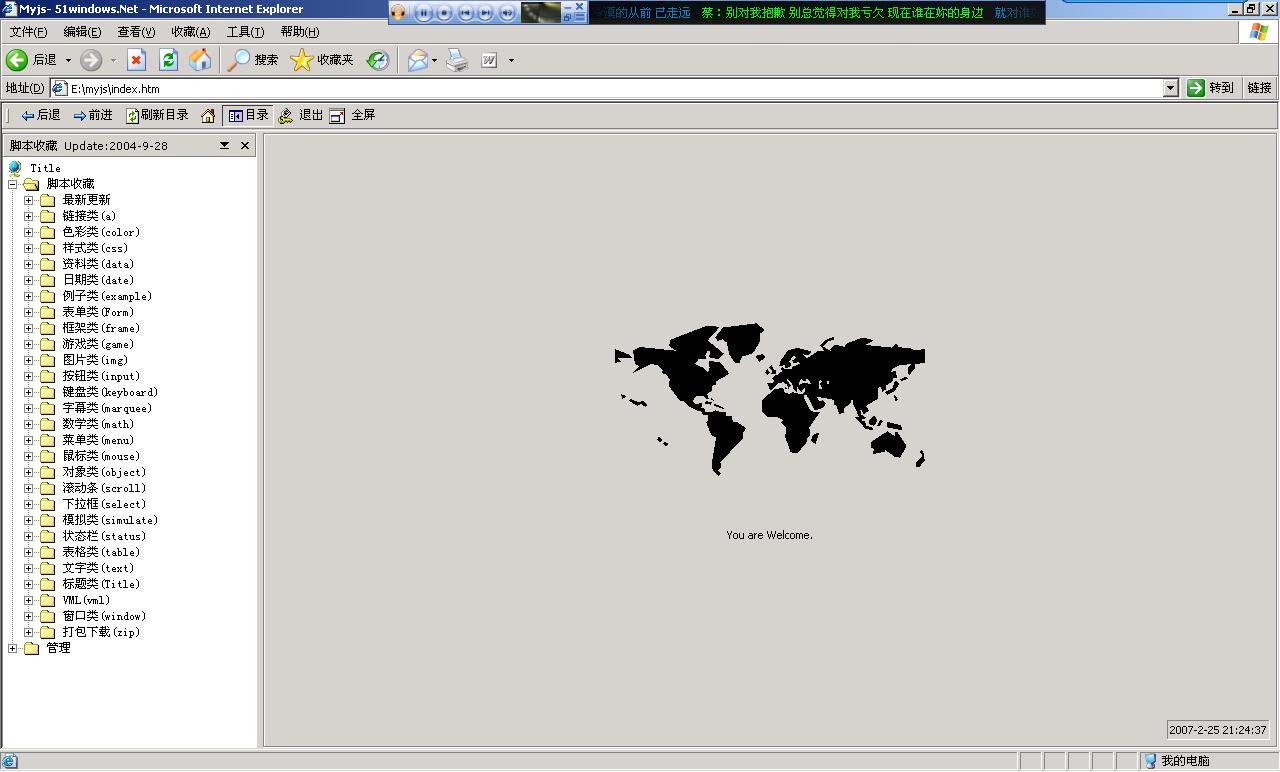 Myjs- 51windows.Net - Microsoft Internet Explorer
的从前 已走远 蔡：别对我抱歉 别总觉得对我亏欠 现在谁在妳的身边 就对谁
文件(F) 编辑(E) 查看(V) 收藏(A) 工具(T) 帮助(H)
后退 搜索 收藏夹
地址(D) E:\myjs\index.htm 转到 链接
后退 前进 刷新目录 目录 退出 全屏
脚本收藏 Update:2004-9-28
Title
脚本收藏
最新更新
链接类(a)
色彩类(color)
样式类(css)
资料类(data)
日期类(date)
例子类(example)
表单类(Form)
框架类(frame)
游戏类(game)
图片类(img)
按钮类(input)
键盘类(keyboard)
字幕类(marquee)
数学类(math)
菜单类(menu)
鼠标类(mouse)
对象类(object)
滚动条(scroll)
下拉框(select)
模拟类(simulate)
状态栏(status)
表格类(table)
文字类(text)
标题类(Title)
VML(vml)
窗口类(window)
打包下载(zip)
管理
You are Welcome.
2007-2-25 21:24:37
我的电脑